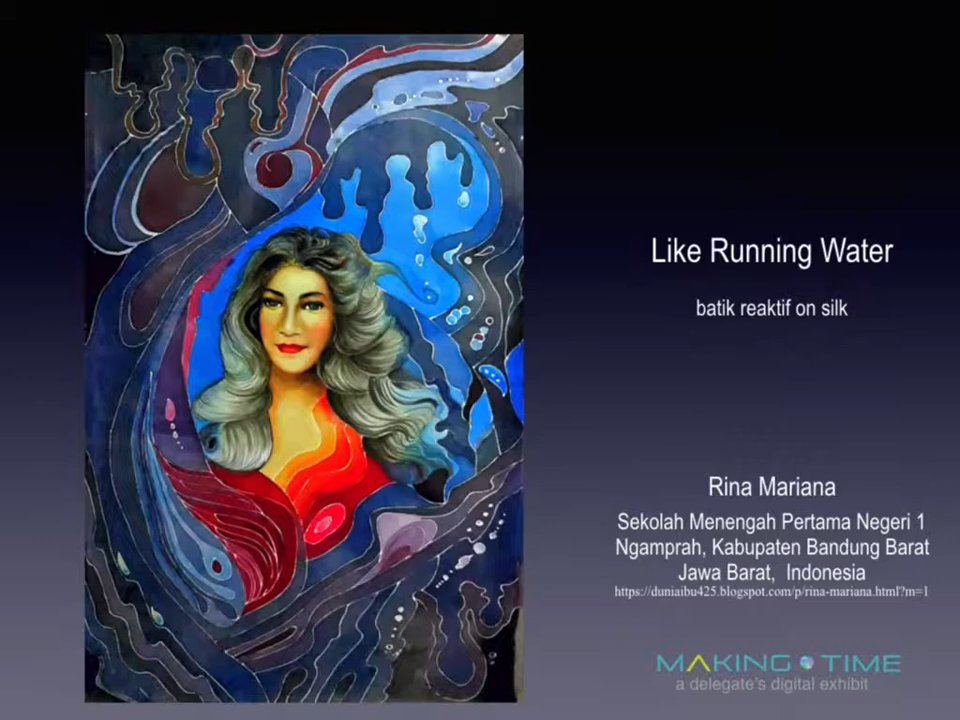 Like Running Water
batik reaktif on silk
Rina Mariana
Sekolah Menengah Pertama Negeri 1
Ngamprah, Kabupaten Bandung Barat
Jawa Barat, Indonesia
https://duniaibu425.blogspot.com/p/rina-mariana.html?m=1
MAKING TIME
a delegate's digital exhibit